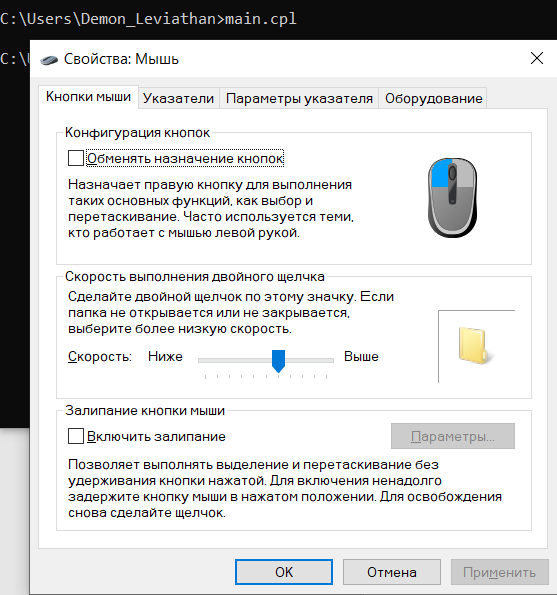 C:\Users\Demon_Leviathan>main.cpl
C:\
Свойства: Мышь
Кнопки мыши Указатели Параметры указателя Оборудование
Конфигурация кнопок
Обменять назначение кнопок
Назначает правую кнопку для выполнения
таких основных функций, как выбор и
перетаскивание. Часто используется теми,
кто работает с мышью левой рукой.
Скорость выполнения двойного щелчка
Сделайте двойной щелчок по этому значку. Если
папка не открывается или не закрывается,
выберите более низкую скорость.
Скорость: Ниже Выше
Залипание кнопки мыши
Включить залипание Параметры...
Позволяет выполнять выделение и перетаскивание без
удерживания кнопки нажатой. Для включения ненадолго
задержите кнопку мыши в нажатом положении. Для освобождения
снова сделайте щелчок.
OK Отмена Применить